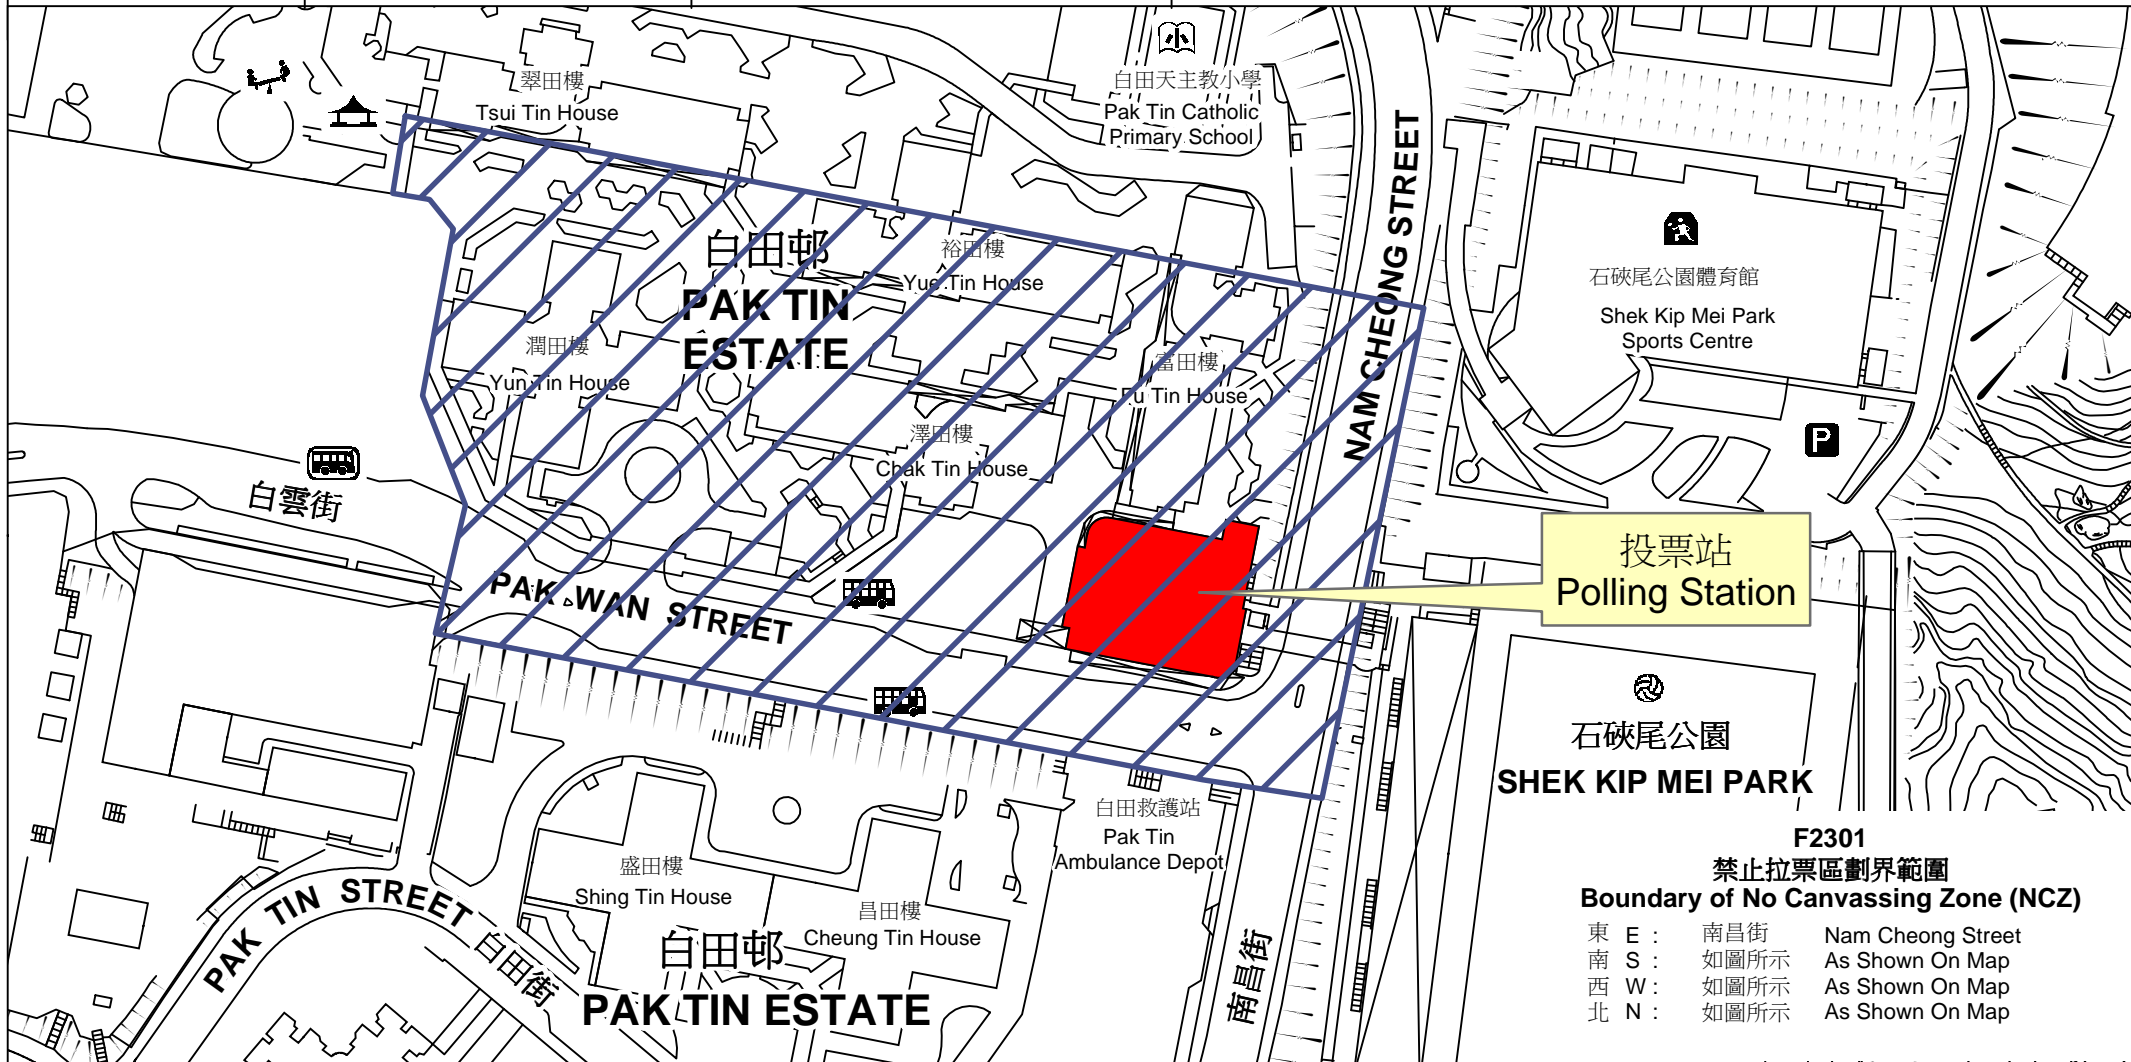 小
翠田樓
Tsui Tin House
白田天主教小學
Pak Tin Catholic
Primary School
NAM CHEONG STREET
白田邨
PAK TIN
ESTATE
裕田樓
Yue Tin House
石硤尾公園體育館
Shek Kip Mei Park
Sports Centre
潤田樓
Yun Tin House
富田樓
Fu Tin House
澤田樓
Chak Tin House
P
白雲街
PAK WAN STREET
投票站
Polling Station
石硤尾公園
SHEK KIP MEI PARK
白田救護站
Pak Tin
Ambulance Depot
盛田樓
Shing Tin House
昌田樓
Cheung Tin House
白田邨
PAK TIN ESTATE
PAK TIN STREET
白田街
南昌街
F2301
禁止拉票區劃界範圍
Boundary of No Canvassing Zone (NCZ)
東 E : 南昌街 Nam Cheong Street
南 S : 如圖所示 As Shown On Map
西 W : 如圖所示 As Shown On Map
北 N : 如圖所示 As Shown On Map